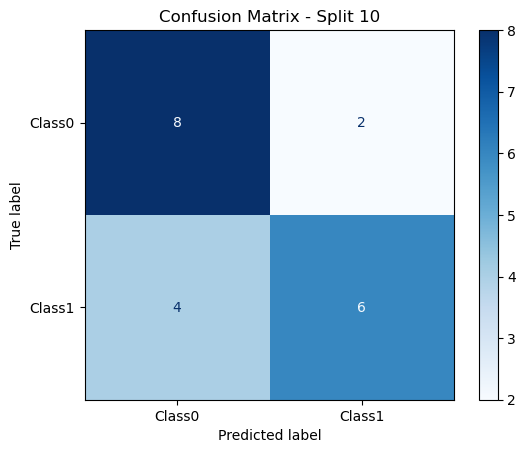 Confusion Matrix - Split 10
True label
Class0
8
2
Class1
4
6
Class0
Class1
Predicted label
8
7
6
5
4
3
2